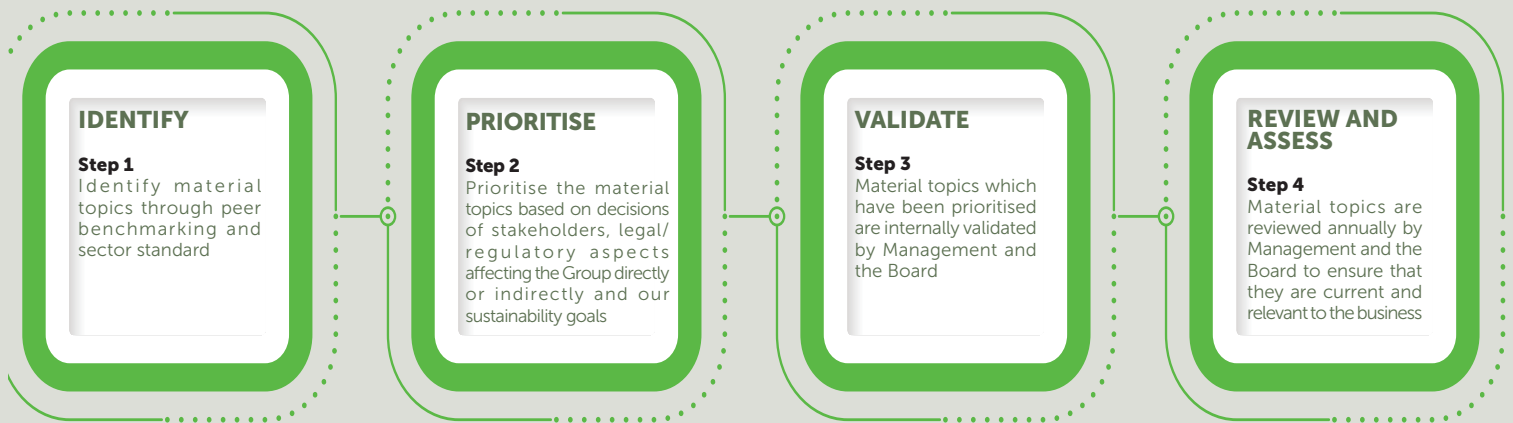 IDENTIFY
Step 1
Identify material
topics through peer
benchmarking and
sector standard
PRIORITISE
Step 2
Prioritise the material
topics based on decisions
of stakeholders, legal/
regulatory aspects
affecting the Group directly
or indirectly and our
sustainability goals
VALIDATE
Step 3
Material topics which
have been prioritised
are internally validated
by Management and
the Board
REVIEW AND
ASSESS
Step 4
Material topics are
reviewed annually by
Management and the
Board to ensure that
they are current and
relevant to the business